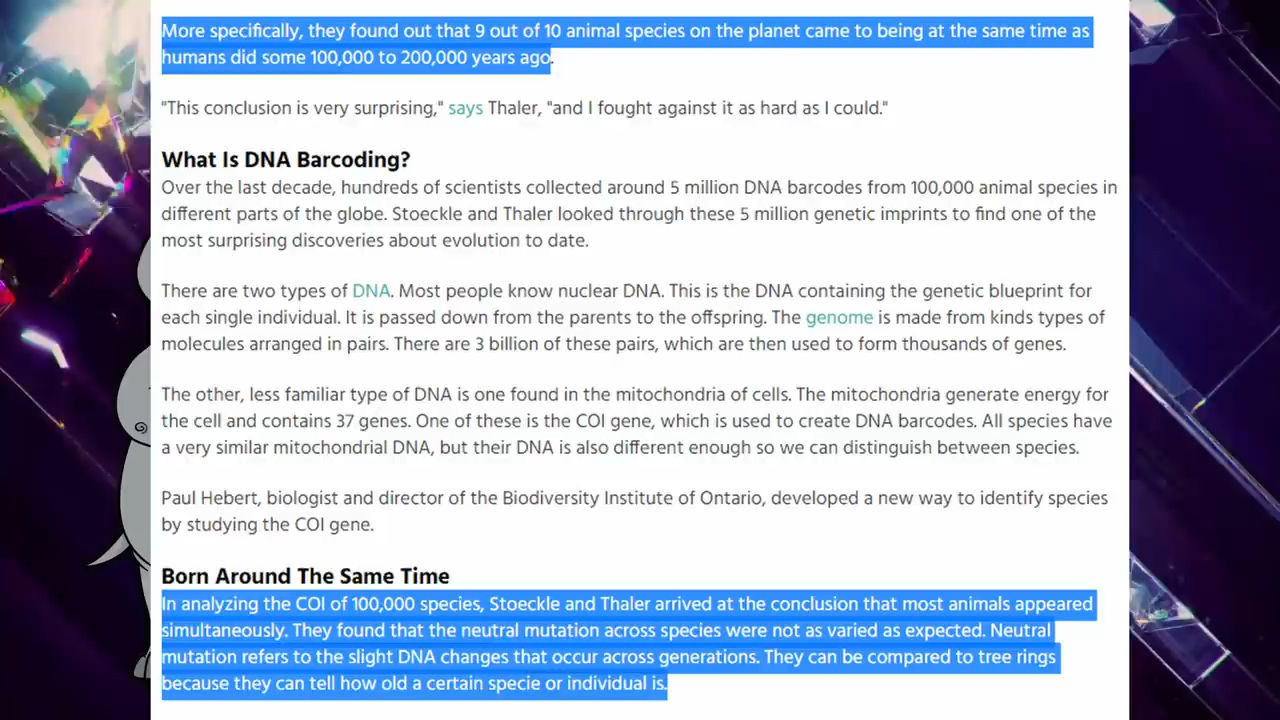 More specifically, they found out that 9 out of 10 animal species on the planet came to being at the same time as
humans did some 100,000 to 200,000 years ago.
"This conclusion is very surprising," says Thaler, "and I fought against it as hard as I could."
What Is DNA Barcoding?
Over the last decade, hundreds of scientists collected around 5 million DNA barcodes from 100,000 animal species in
different parts of the globe. Stoeckle and Thaler looked through these 5 million genetic imprints to find one of the
most surprising discoveries about evolution to date.
There are two types of DNA. Most people know nuclear DNA. This is the DNA containing the genetic blueprint for
each single individual. It is passed down from the parents to the offspring. The genome is made from kinds types of
molecules arranged in pairs. There are 3 billion of these pairs, which are then used to form thousands of genes.
The other, less familiar type of DNA is one found in the mitochondria of cells. The mitochondria generate energy for
the cell and contains 37 genes. One of these is the COI gene, which is used to create DNA barcodes. All species have
a very similar mitochondrial DNA, but their DNA is also different enough so we can distinguish between species.
Paul Hebert, biologist and director of the Biodiversity Institute of Ontario, developed a new way to identify species
by studying the COI gene.
Born Around The Same Time
In analyzing the COI of 100,000 species, Stoeckle and Thaler arrived at the conclusion that most animals appeared
simultaneously. They found that the neutral mutation across species were not as varied as expected. Neutral
mutation refers to the slight DNA changes that occur across generations. They can be compared to tree rings
because they can tell how old a certain specie or individual is.